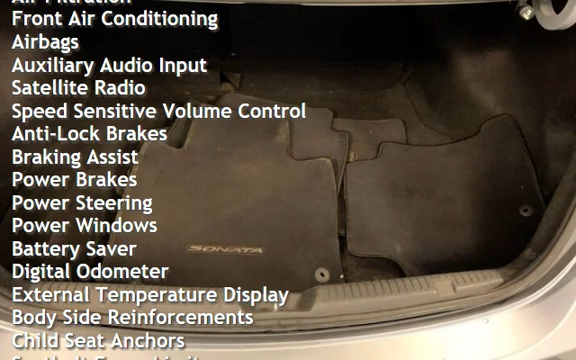 Air Filtration
Front Air Conditioning
Airbags
Auxiliary Audio Input
Satellite Radio
Speed Sensitive Volume Control
Anti-Lock Brakes
Braking Assist
Power Brakes
Power Steering
Power Windows
Battery Saver
SONATA
Digital Odometer
External Temperature Display
Body Side Reinforcements
Child Seat Anchors